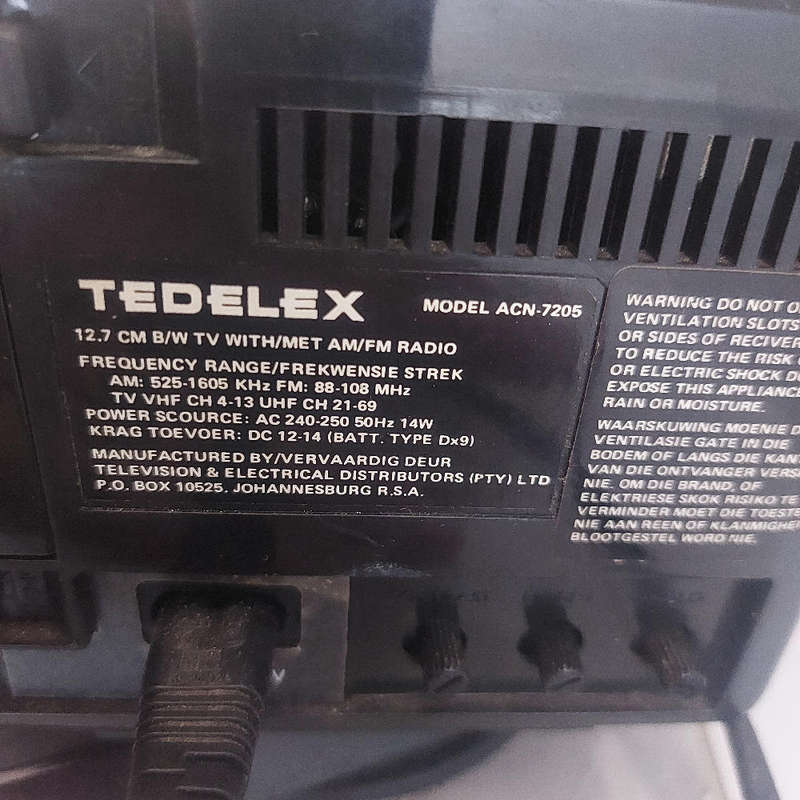 TEDELEX
MODEL ACN-7205
12.7 CM B/W TV WITH/MET AM/FM RADIO
FREQUENCY RANGE/FREKWENSIE STREK
AM: 525-1605 KHz FM: 88-108 MHz
TV VHF CH 4-13 UHF CH 21-69
POWER SCOURCE: AC 240-250 50Hz 14W
KRAG TOEVOER: DC 12-14 (BATT. TYPE Dx9)
MANUFACTURED BY/VERVAARDIG DEUR
TELEVISION & ELECTRICAL DISTRIBUTORS (PTY) LTD
P.O. BOX 10525, JOHANNESBURG R.S.A.
WARNING DO NOT
VENTILATION SLOTS
OR SIDES OF RECIVER
TO REDUCE THE RISK
OR ELECTRIC SHOCK
EXPOSE THIS APPLIANCE
RAIN OR MOISTURE.
WAARSKUWING MOENIE
VENTILASIE GATE IN DIE
BODEM OF LANGS DIE
VAN DIE ONTVANGER
NIE. OM DIE BRAND, OF
ELEKTRIESE SKOK RISIKO TE
VERMINDER MOET DIE
NIE AAN REEN OF
BLOOTGESTEL WORD NIE.